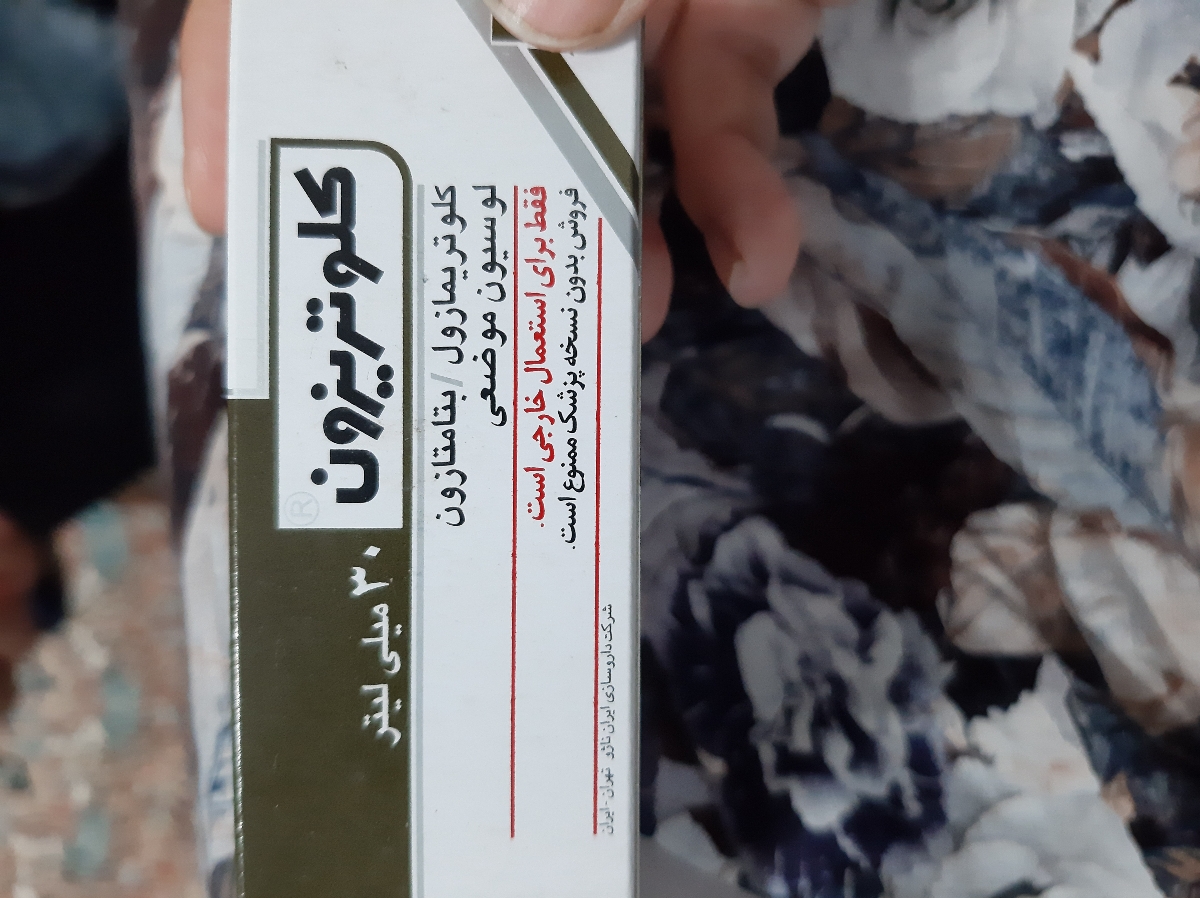 کلوتریزون®
۳۰ میلی لیتر
کلوتریمازول / بتامتازون
لوسیون موضعی
فقط برای استعمال خارجی است.
فروش بدون نسخه پزشک ممنوع است.
شرکت داروسازی ایران ناژو تهران-ایران